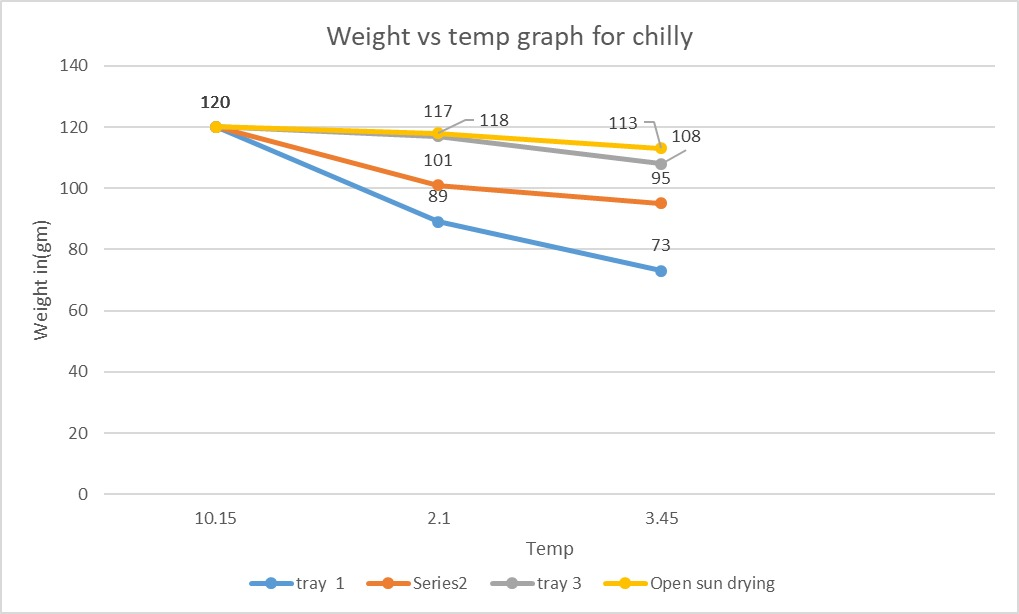 Weight vs temp graph for chilly
140
120
100
80
60
40
20
0
Weight in(gm)
120
117
118
113
108
101
95
89
73
10.15
2.1
3.45
Temp
tray 1
Series2
tray 3
Open sun drying